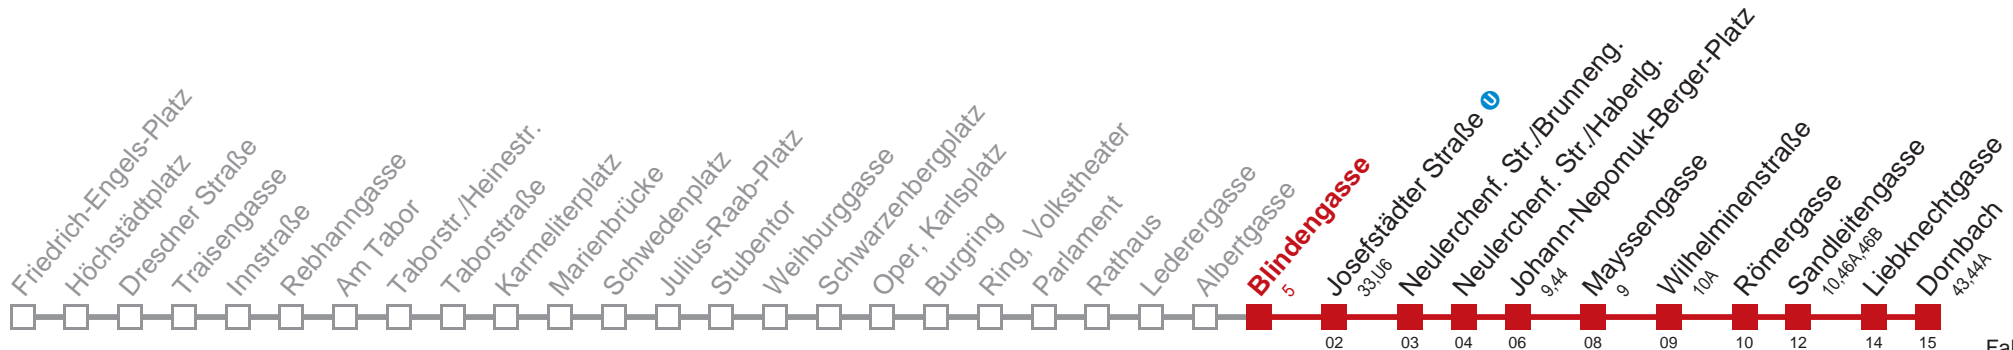 Friedrich-Engels-Platz
Höchstädtplatz
Dresdner Straße
Traisengasse
Innstraße
Rebhanngasse
Am Tabor
Taborstr./Heinestr.
Taborstraße
Karmeliterplatz
Marienbrücke
Schwedenplatz
Julius-Raab-Platz
Stubentor
Weihburggasse
Schwarzenbergplatz
Oper, Karlsplatz
Burgring
Ring, Volkstheater
Parlament
Rathaus
Lederergasse
Albertgasse
Blindengasse
5
Josefstädter Straße U
33,U6
Neulerchenf. Str./Brunneng.
Neulerchenf. Str./Haberlg.
Johann-Nepomuk-Berger-Platz
9,44
Mayssengasse
9
Wilhelminenstraße
10A
Römergasse
Sandleitengasse
10,46A,46B
Liebknechtgasse
Dornbach
43,44A
02 03 04 06 08 09 10 12 14 15